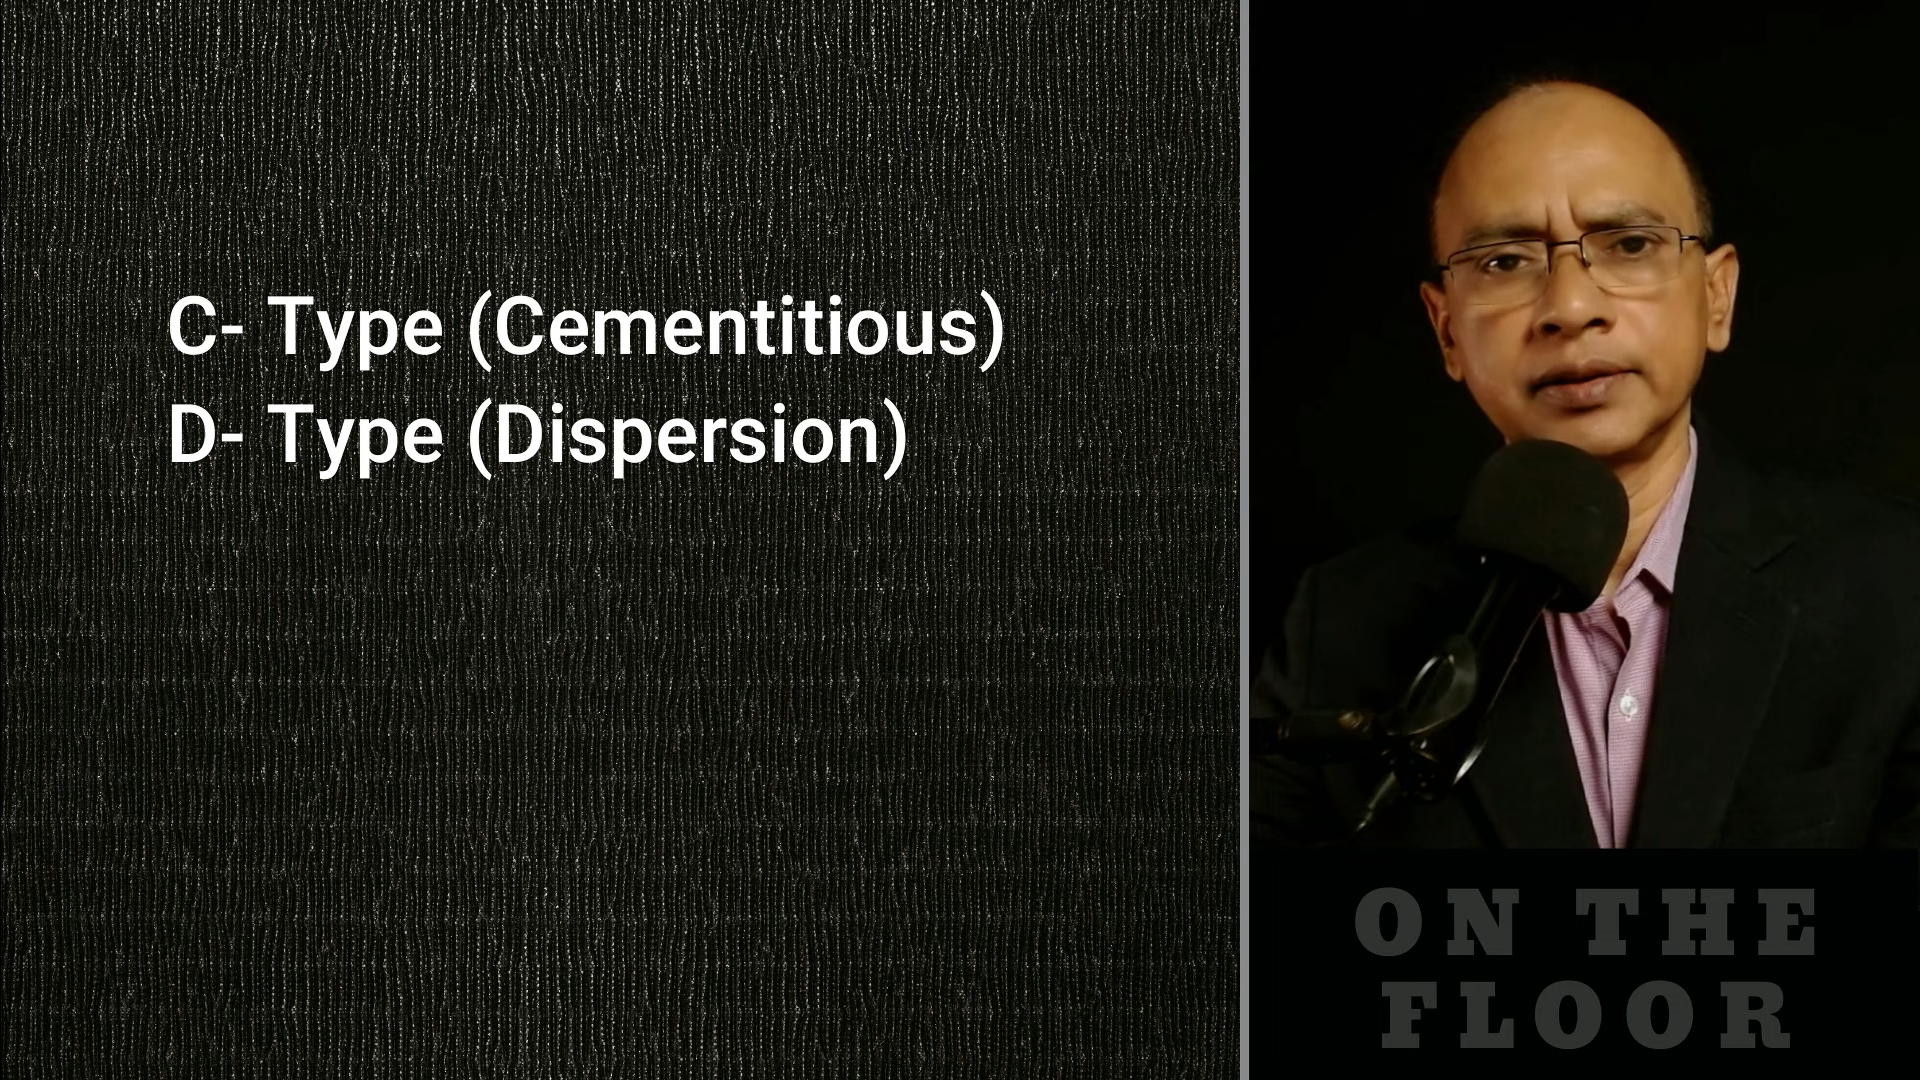 C- Type (Cementitious)
D- Type (Dispersion)
ON THE
FLOOR